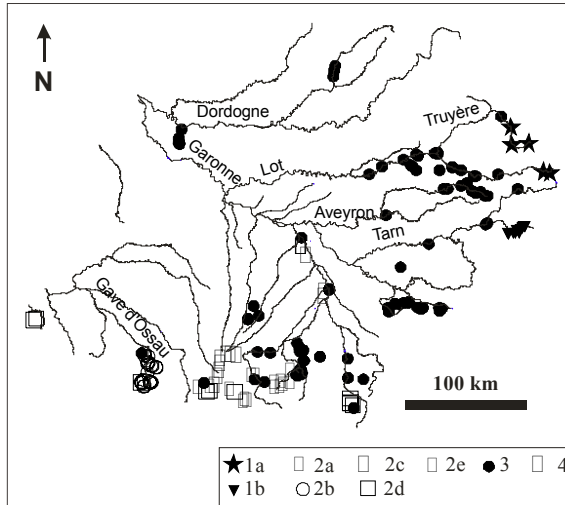 N
Dordogne
Garonne
Truyère
Lot
Aveyron
Tarn
Gave d'Ossau
100 km
1a 2a 2c 2e 3 4
1b 2b 2d